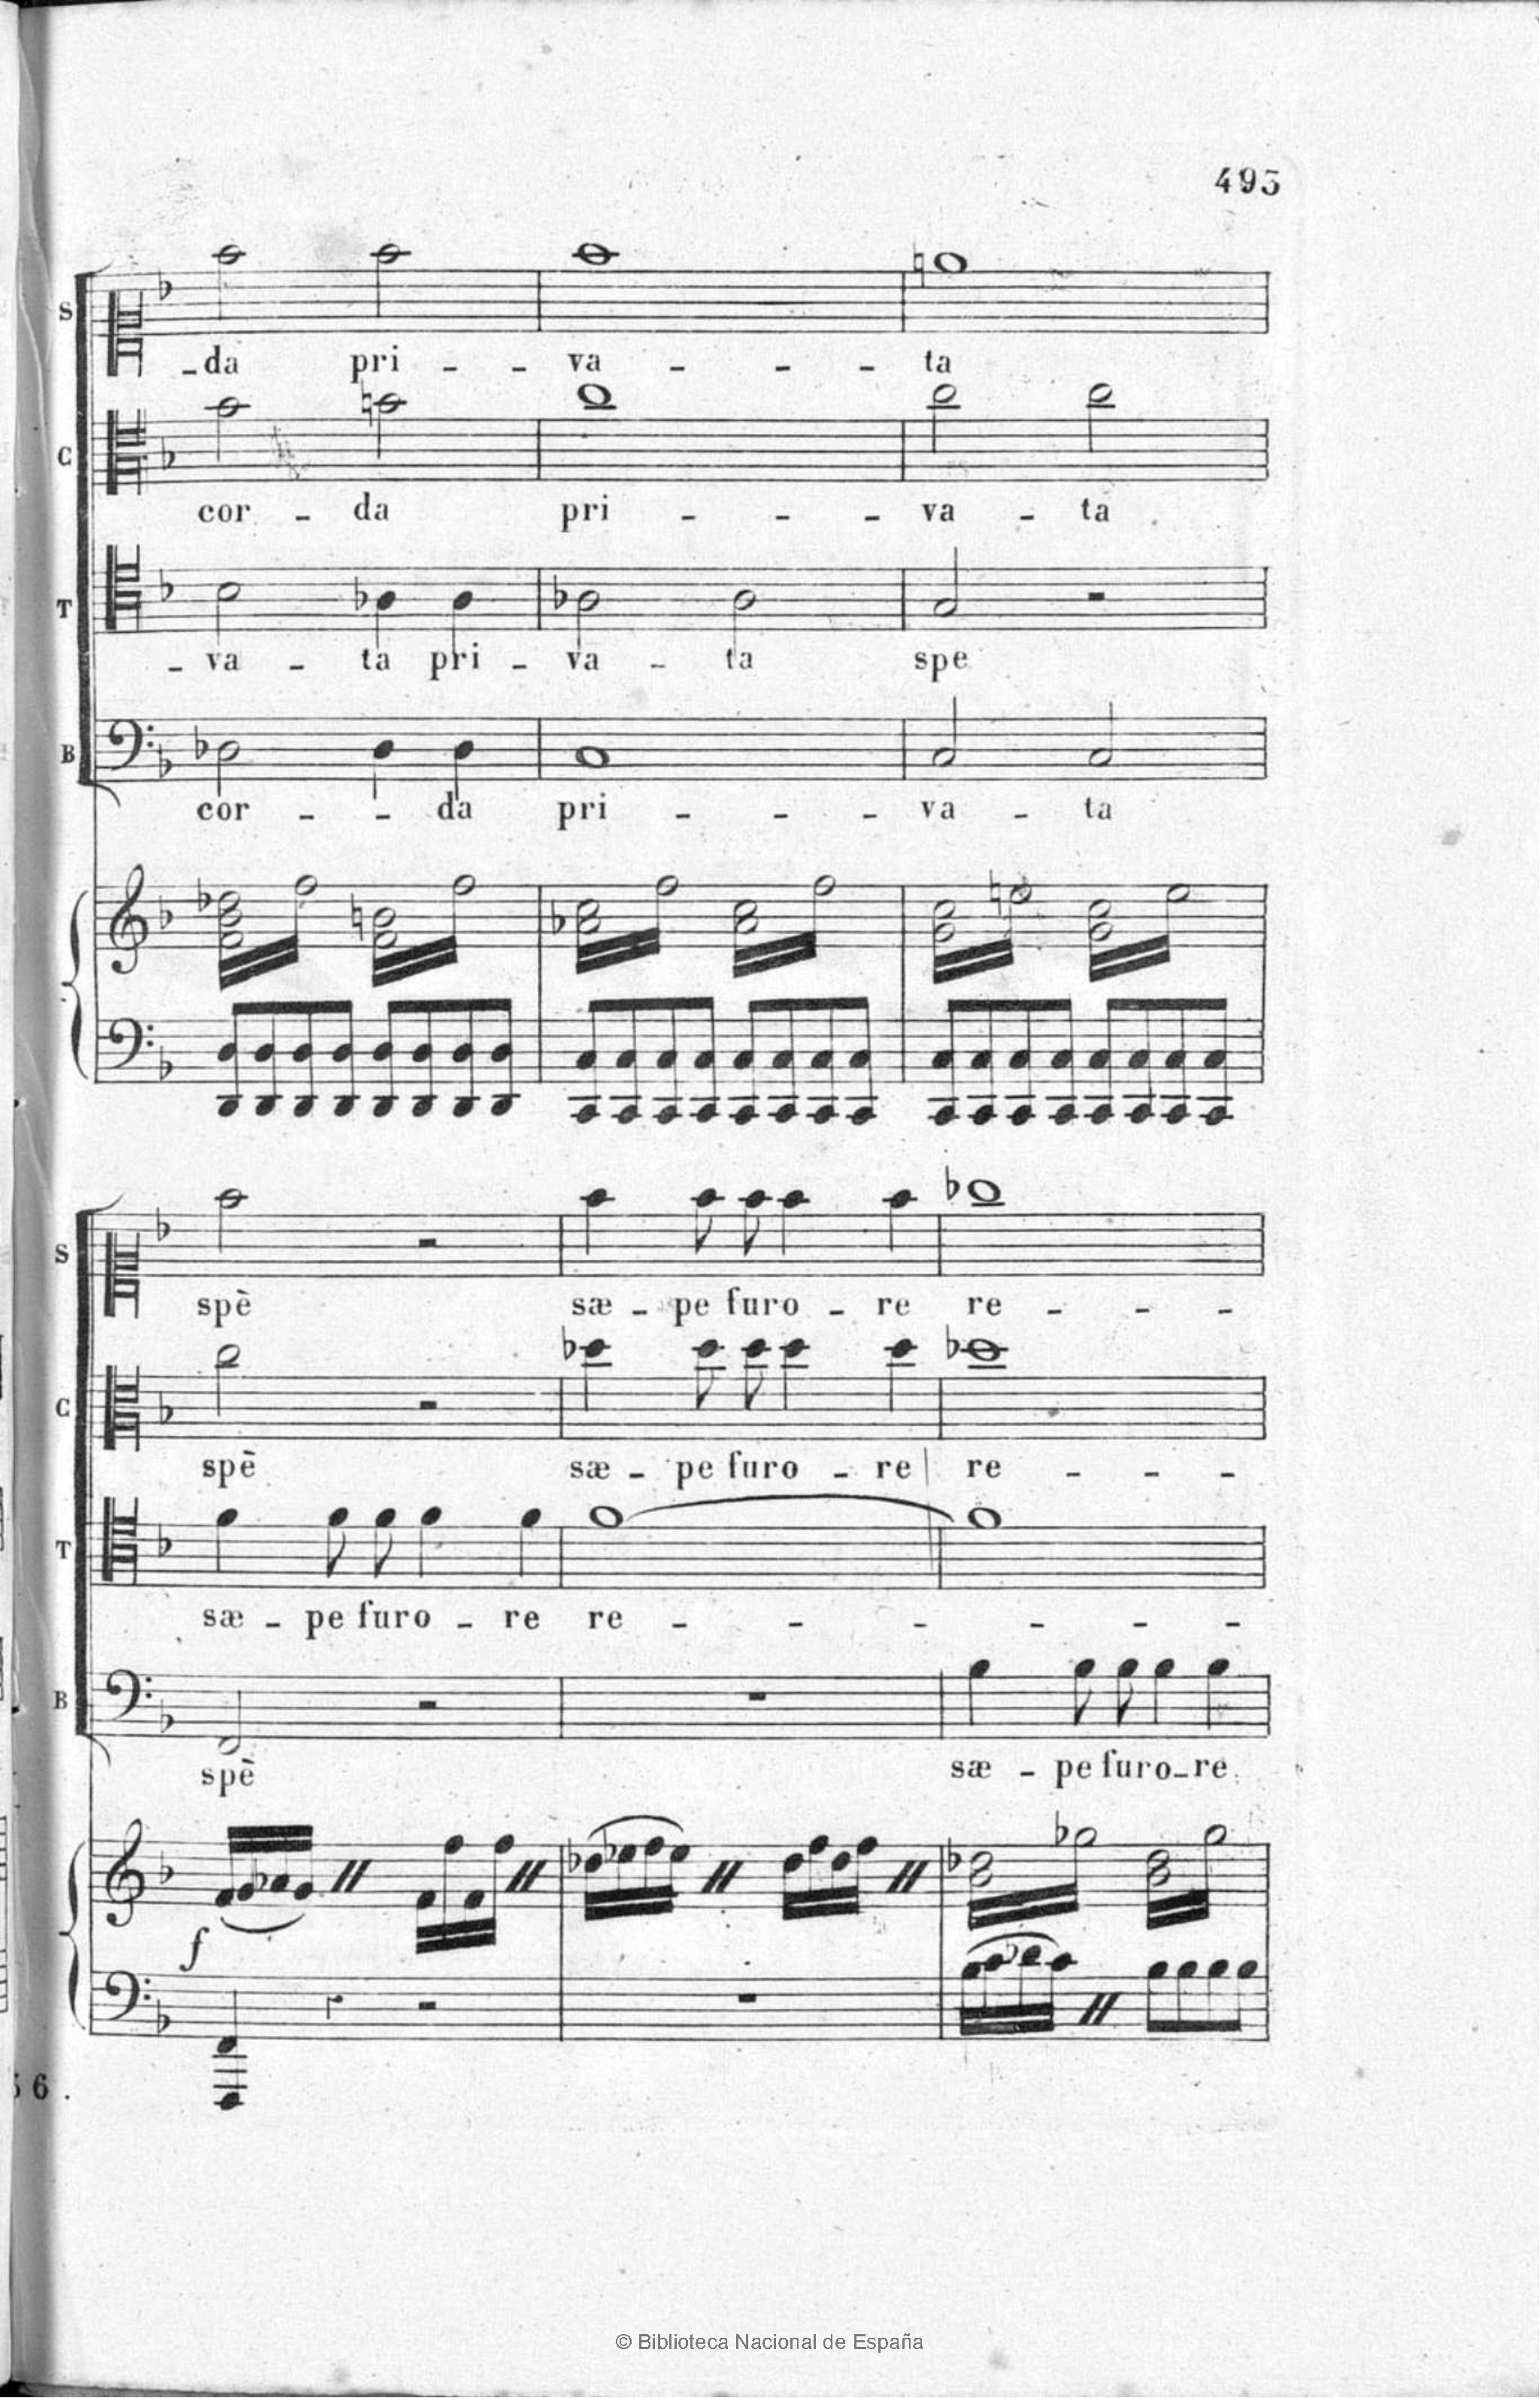 493
S
-da pri - - va - - - ta
C
cor - da pri - - - va - ta
T
- va - ta pri - va - ta spe
B
cor - - da pri - - - va - ta
S
spè sæ - pe furo - re re - - -
C
spè sæ - pe furo - re re - - -
T
sæ - pe furo - re re - - - - - -
B
spè sæ - pe furo-re
f
6.
© Biblioteca Nacional de España